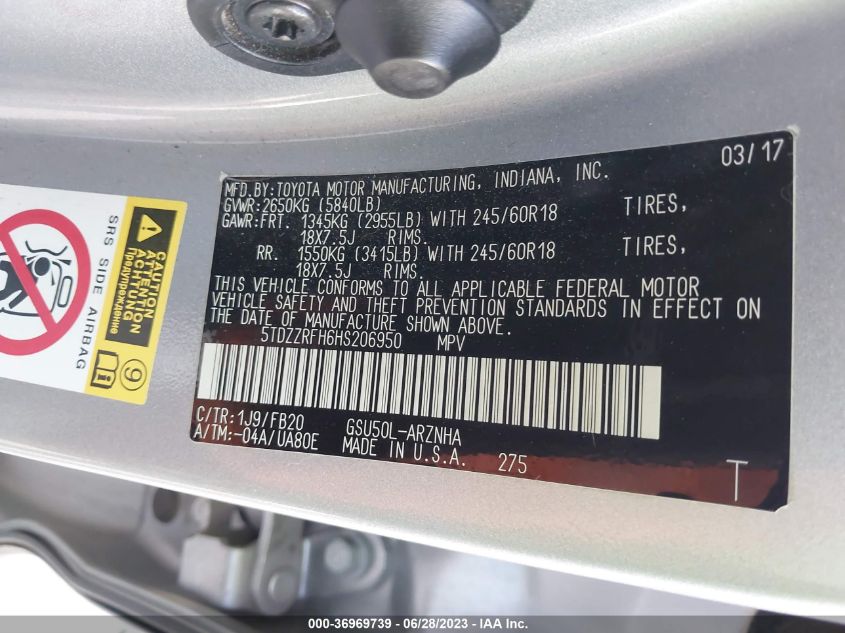 03/17
MFD.BY:TOYOTA MOTOR MANUFACTURING, INDIANA, INC.
GVWR:2650KG (5840LB)
GAWR:FRT. 1345KG (2955LB) WITH 245/60R18 TIRES,
18X7.5J RIMS.
RR. 1550KG (3415LB) WITH 245/60R18 TIRES,
18X7.5J RIMS.
THIS VEHICLE CONFORMS TO ALL APPLICABLE FEDERAL MOTOR
VEHICLE SAFETY AND THEFT PREVENTION STANDARDS IN EFFECT ON
THE DATE OF MANUFACTURE SHOWN ABOVE.
5TDZZRFH6HS206950 MPV
C/TR:1J9/FB20 GSU50L-ARZNHA
A/TM:-04A/UA80E MADE IN U.S.A. 275
T
SRS SIDE AIRBAG
CAUTION
ATTENTION
ACHTUNG
Предупреждение
9
000-36969739 - 06/28/2023 - IAA Inc.